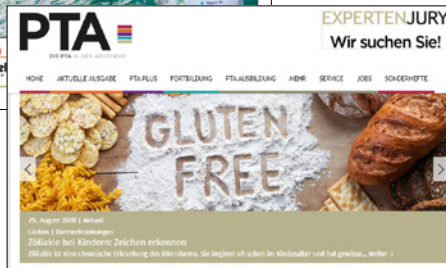 PTA
DIE PTA IN DER APOTHEKE
EXPERTENJURY
Wir suchen Sie!
HOME AKTUELLE AUSGABE PTA PLUS FORTBILDUNG PTA AUSBILDUNG MEHR SERVICE JOBS SONDERHEFTE
GLUTEN
FREE
25. August 2020 | Aktuell
Gluten | Darmerkrankungen
Zöliakie bei Kindern: Zeichen erkennen
Zöliakie ist eine chronische Erkrankung des Dünndarms. Sie beginnt oft schon im Kindesalter und hat gewisse... weiter >